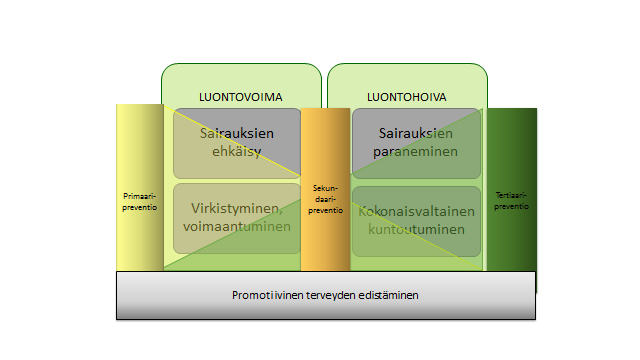 LUONTOVOIMA
LUONTOHOIVA
Sairauksien
ehkäisy
Sairauksien
paraneminen
Primaari-
preventio
Sekun-
daari-
preventio
Tertiaari-
preventio
Virkistyminen,
voimaantuminen
Kokonaisvaltainen
kuntoutuminen
Promotiivinen terveyden edistäminen